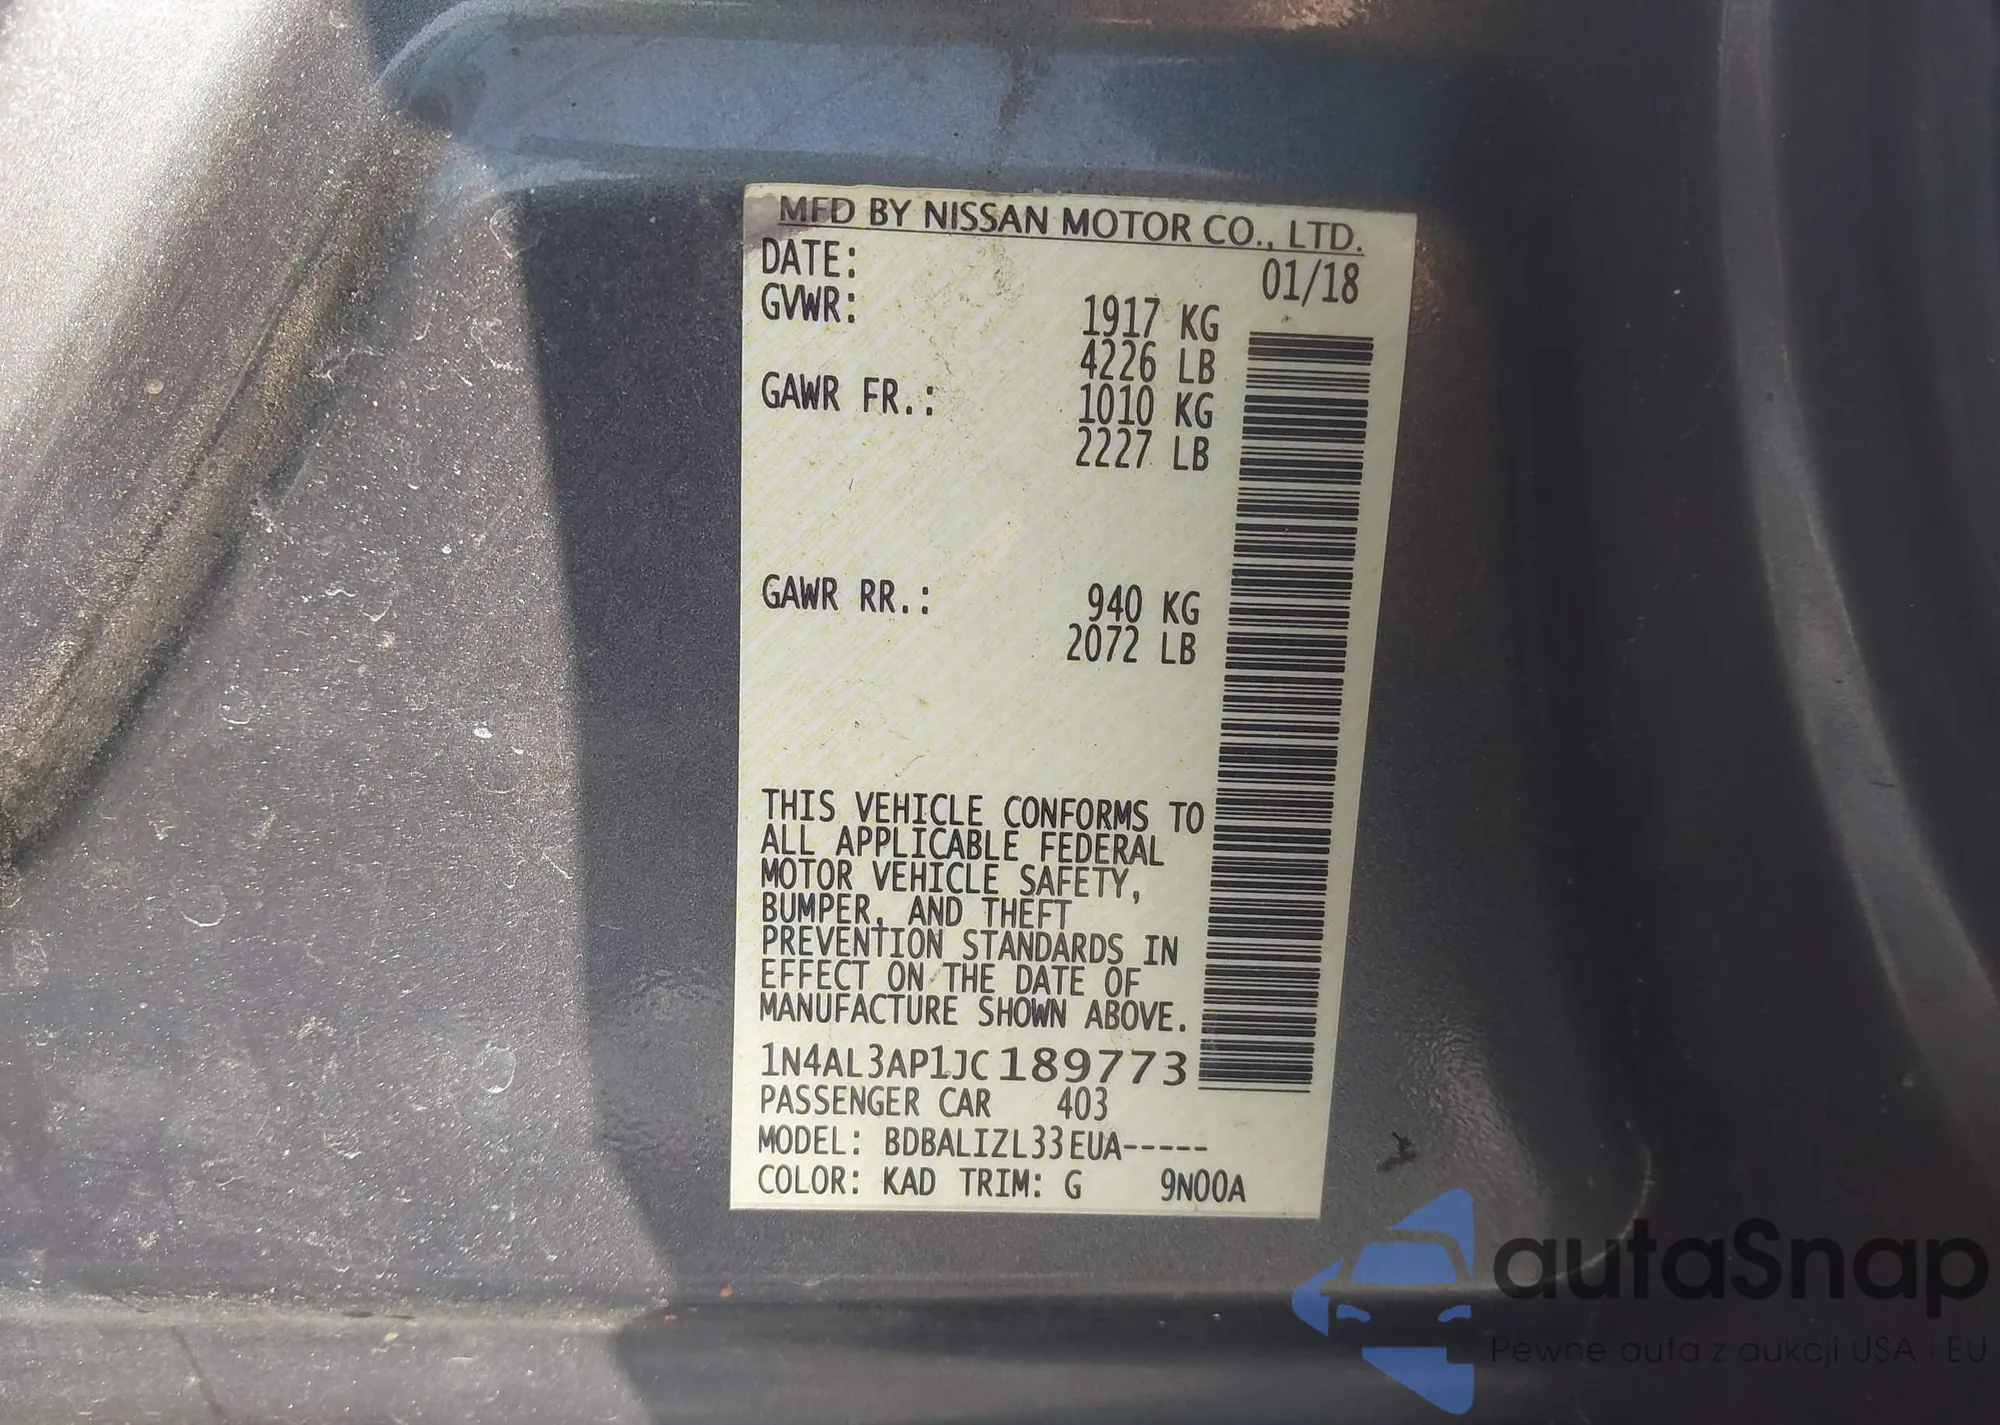 MFD BY NISSAN MOTOR CO., LTD.
DATE: 01/18
GVWR: 1917 KG
4226 LB
GAWR FR.: 1010 KG
2227 LB
GAWR RR.: 940 KG
2072 LB
THIS VEHICLE CONFORMS TO
ALL APPLICABLE FEDERAL
MOTOR VEHICLE SAFETY,
BUMPER, AND THEFT
PREVENTION STANDARDS IN
EFFECT ON THE DATE OF
MANUFACTURE SHOWN ABOVE.
1N4AL3AP1JC189773
PASSENGER CAR 403
MODEL: BDBALIZL33EUA-----
COLOR: KAD TRIM: G 9N00A
autaSnap
Pewne auta z aukcji USA i EU